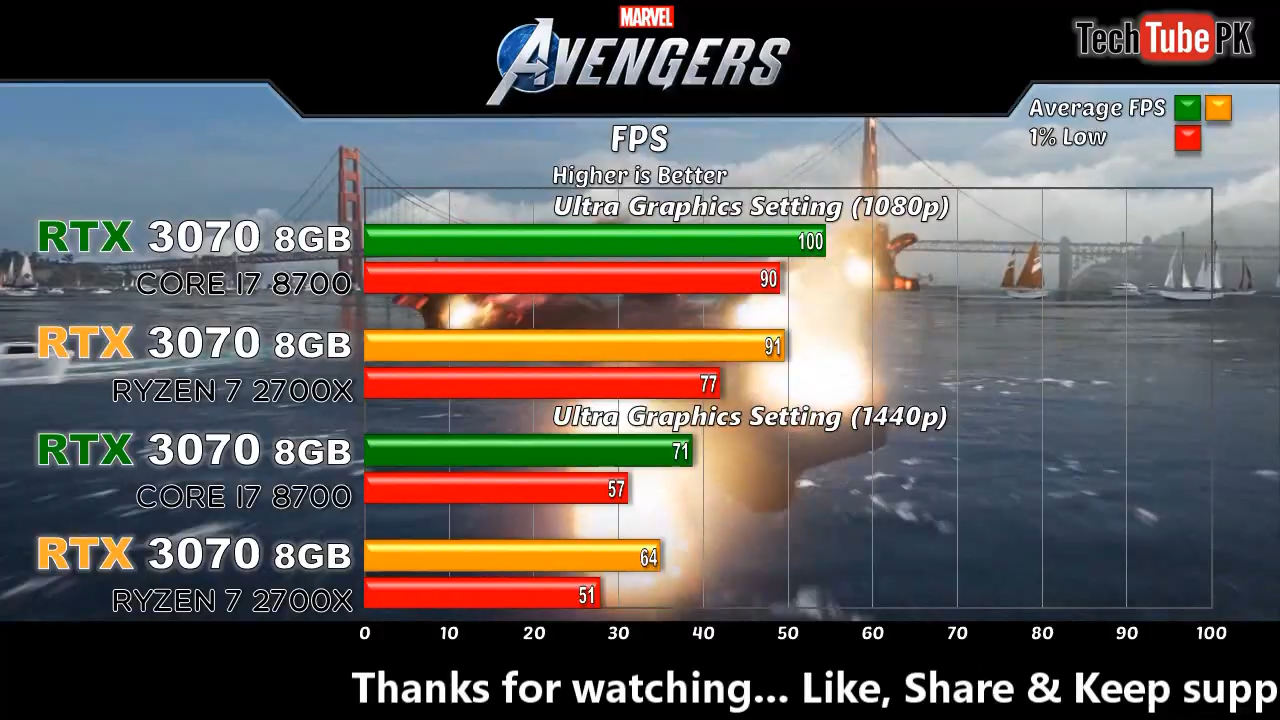 MARVEL
AVENGERS
TechTubePK
Average FPS
1% Low
FPS
Higher is Better
Ultra Graphics Setting (1080p)
RTX 3070 8GB
100
CORE I7 8700
90
RTX 3070 8GB
91
RYZEN 7 2700X
77
Ultra Graphics Setting (1440p)
RTX 3070 8GB
71
CORE I7 8700
57
RTX 3070 8GB
64
RYZEN 7 2700X
51
0 10 20 30 40 50 60 70 80 90 100
Thanks for watching... Like, Share & Keep supp